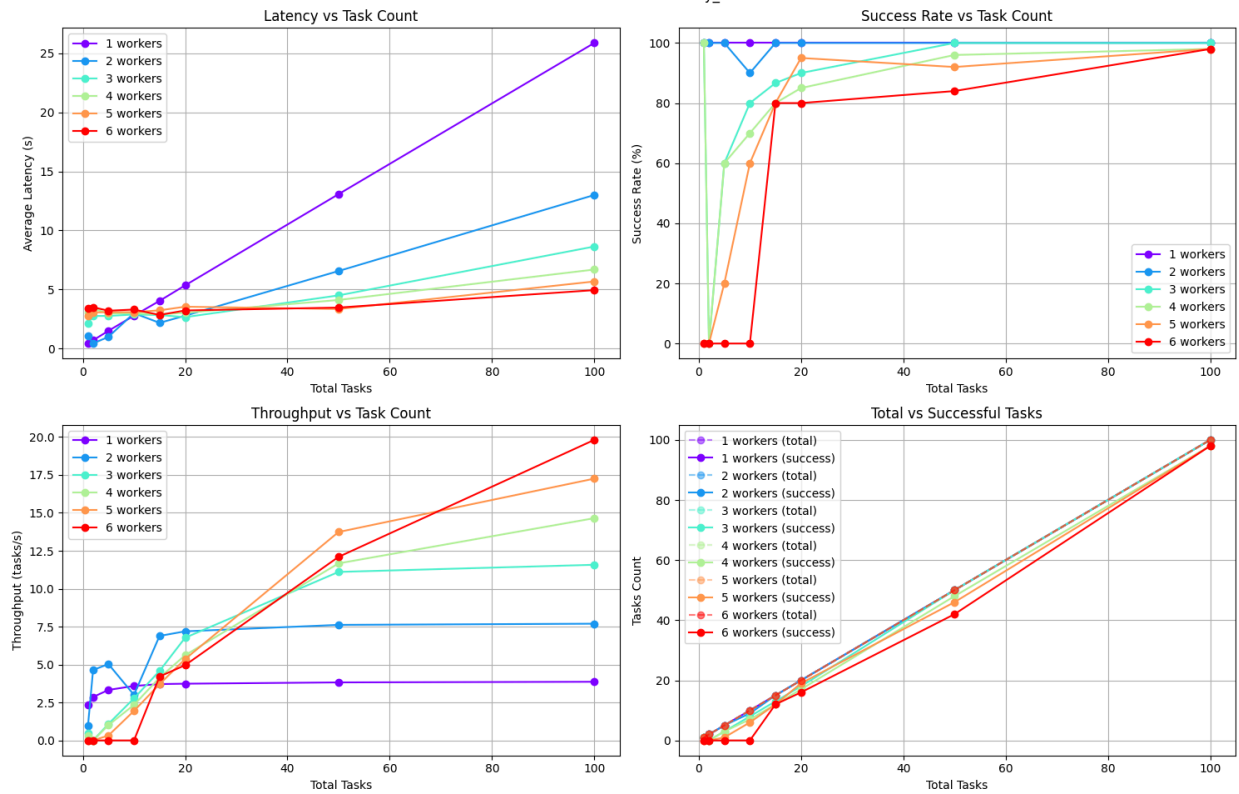 Latency vs Task Count
25
20
15
10
5
0
Average Latency (s)
1 workers
2 workers
3 workers
4 workers
5 workers
6 workers
0 20 40 60 80 100
Total Tasks
Success Rate vs Task Count
100
80
60
40
20
0
Success Rate (%)
1 workers
2 workers
3 workers
4 workers
5 workers
6 workers
0 20 40 60 80 100
Total Tasks
Throughput vs Task Count
20.0
17.5
15.0
12.5
10.0
7.5
5.0
2.5
0.0
Throughput (tasks/s)
1 workers
2 workers
3 workers
4 workers
5 workers
6 workers
0 20 40 60 80 100
Total Tasks
Total vs Successful Tasks
100
80
60
40
20
0
Tasks Count
1 workers (total)
1 workers (success)
2 workers (total)
2 workers (success)
3 workers (total)
3 workers (success)
4 workers (total)
4 workers (success)
5 workers (total)
5 workers (success)
6 workers (total)
6 workers (success)
0 20 40 60 80 100
Total Tasks